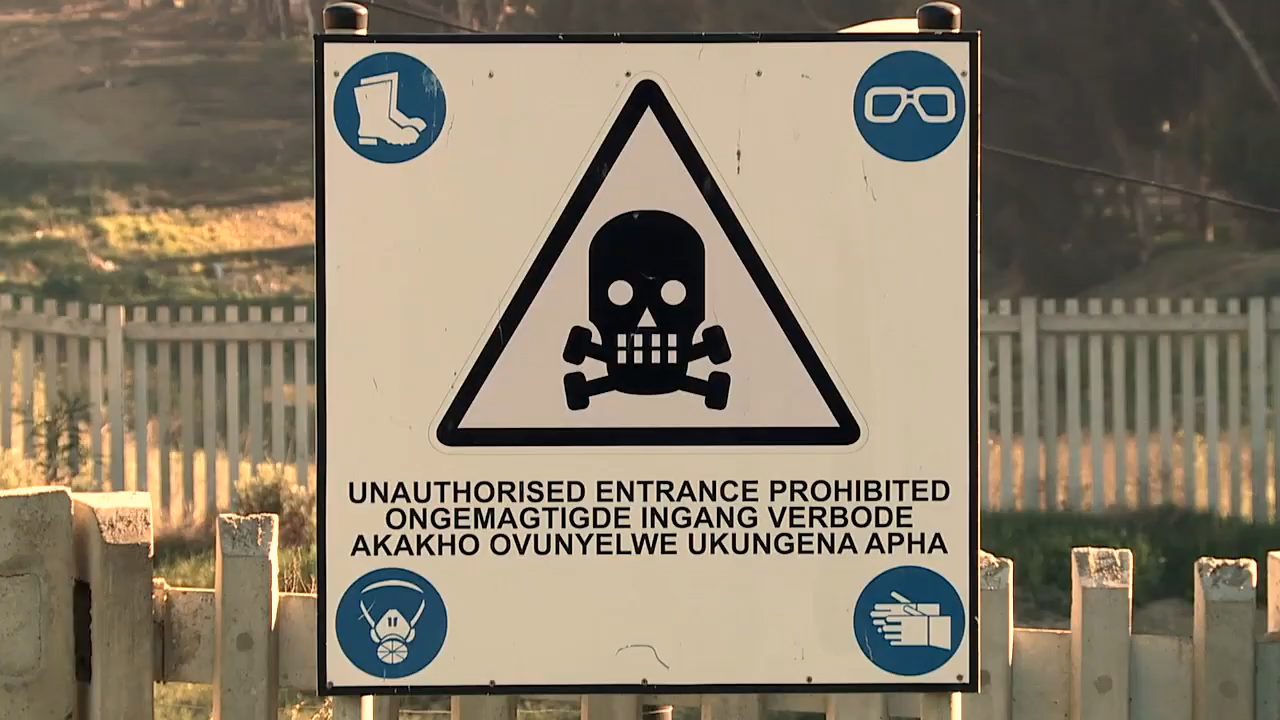 UNAUTHORISED ENTRANCE PROHIBITED
ONGEMAGTIGDE INGANG VERBODE
AKAKHO OVUNYELWE UKUNGENA APHA